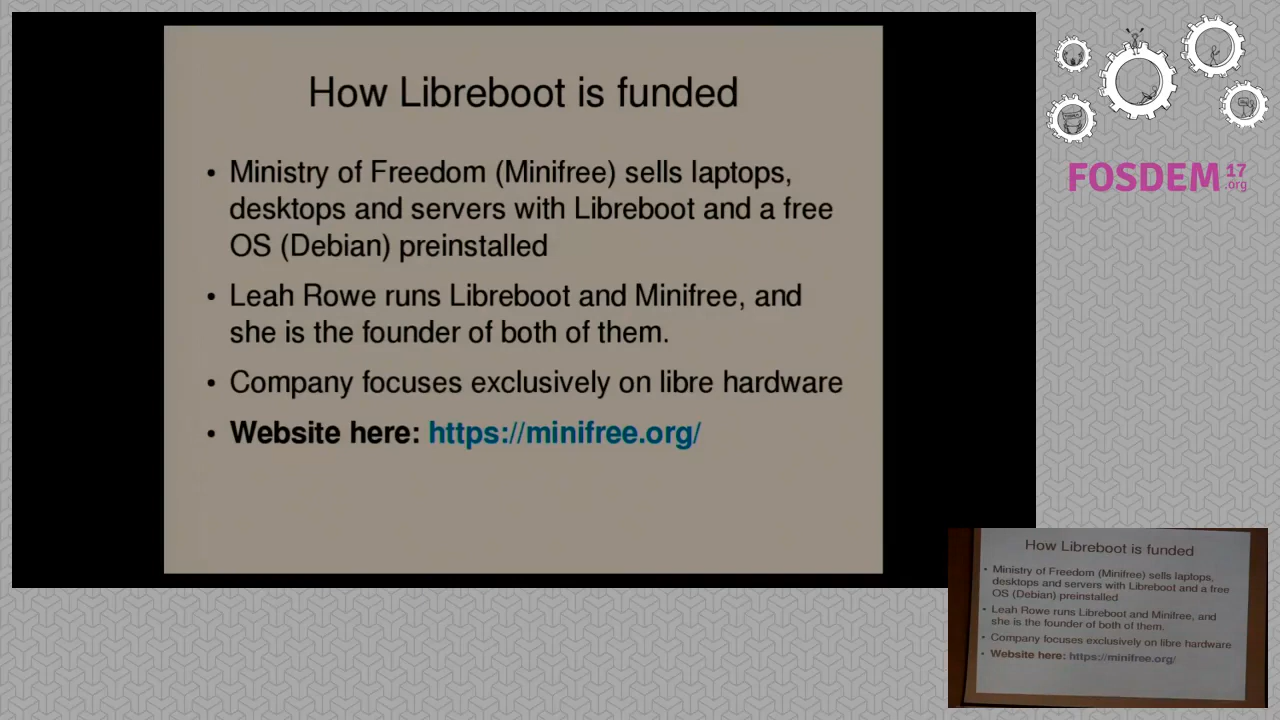 How Libreboot is funded
• Ministry of Freedom (Minifree) sells laptops,
desktops and servers with Libreboot and a free
OS (Debian) preinstalled
• Leah Rowe runs Libreboot and Minifree, and
she is the founder of both of them.
• Company focuses exclusively on libre hardware
• Website here: https://minifree.org/
FOSDEM 17
.org
How Libreboot is funded
• Ministry of Freedom (Minifree) sells laptops,
desktops and servers with Libreboot and a free
OS (Debian) preinstalled
• Leah Rowe runs Libreboot and Minifree, and
she is the founder of both of them.
• Company focuses exclusively on libre hardware
• Website here: https://minifree.org/